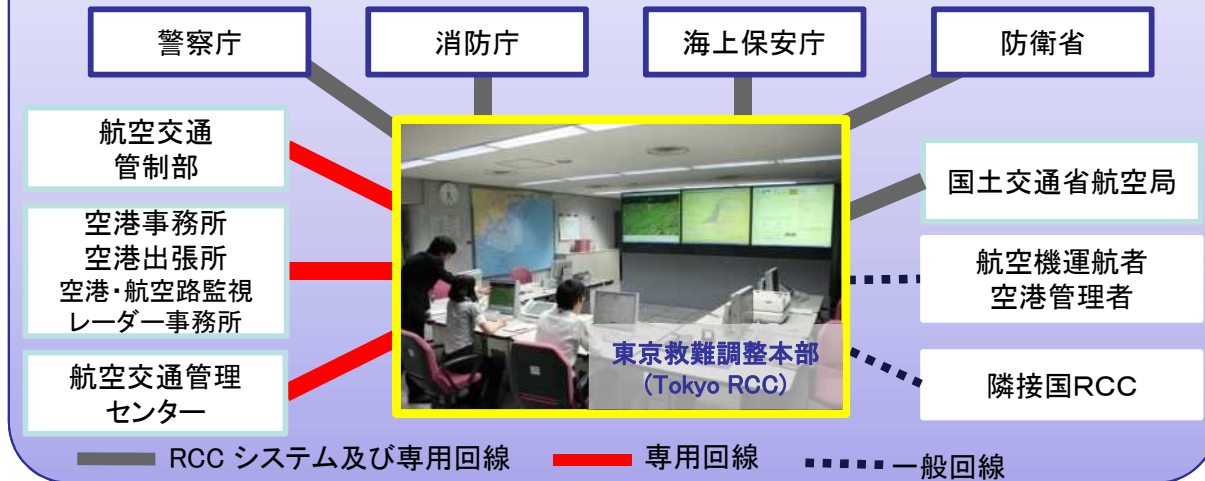 警察庁
消防庁
海上保安庁
防衛省
航空交通
管制部
空港事務所
空港出張所
空港・航空路監視
レーダー事務所
航空交通管理
センター
国土交通省航空局
航空機運航者
空港管理者
隣接国RCC
東京救難調整本部
(Tokyo RCC)
RCC システム及び専用回線
専用回線
一般回線